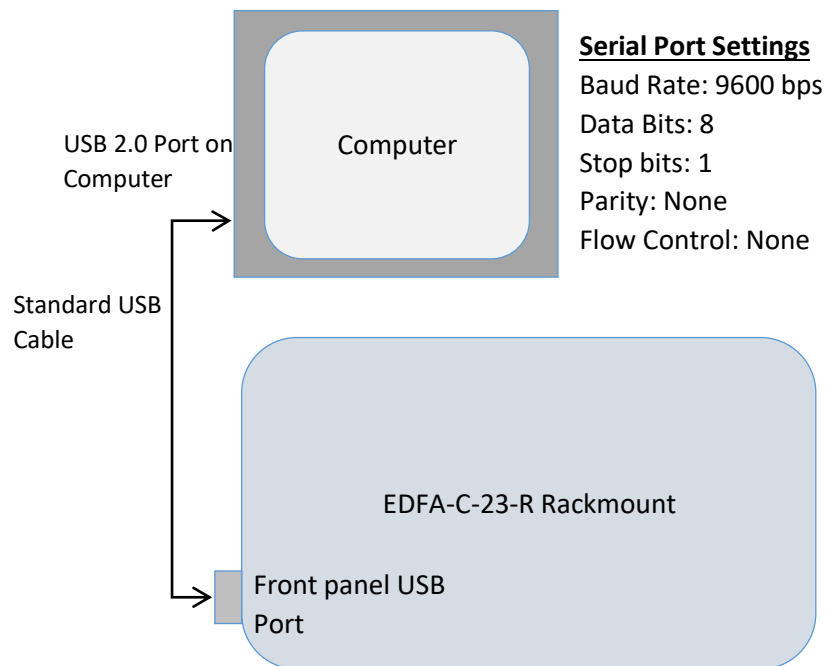 Serial Port Settings
Baud Rate: 9600 bps
Data Bits: 8
Stop bits: 1
Parity: None
Flow Control: None
USB 2.0 Port on
Computer
Computer
Standard USB
Cable
EDFA-C-23-R Rackmount
Front panel USB
Port